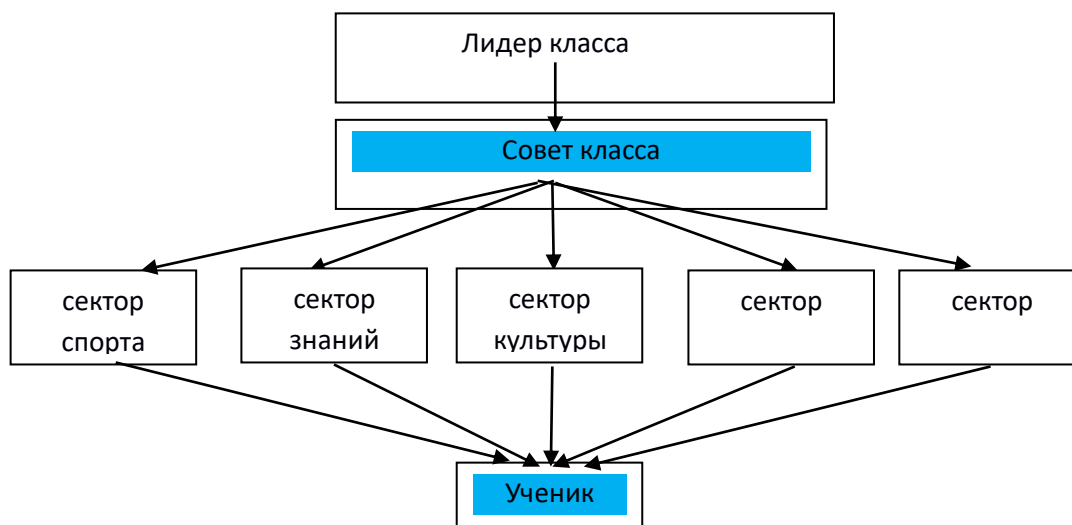 Лидер класса
Совет класса
сектор
спорта
сектор
знаний
сектор
культуры
сектор
сектор
Ученик